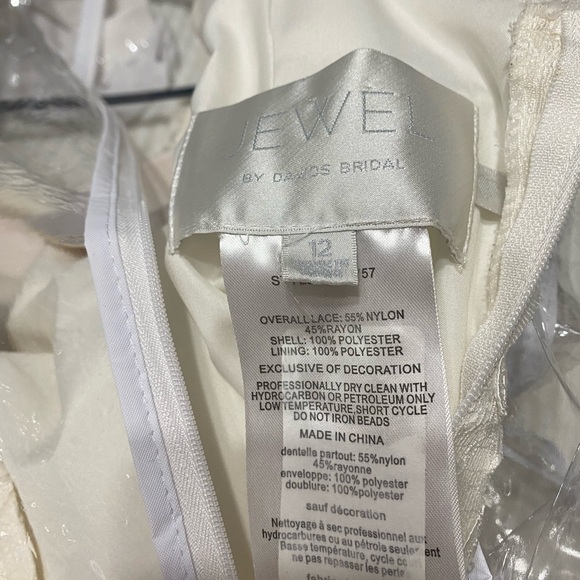 JEWEL
BY DAVIDS BRIDAL
12
57
OVERALL LACE: 55%NYLON
45%RAYON
SHELL: 100% POLYESTER
LINING: 100% POLYESTER
EXCLUSIVE OF DECORATION
PROFESSIONALLY DRY CLEAN WITH
HYDROCARBON OR PETROLEUM ONLY
LOW TEMPERATURE,SHORT CYCLE
DO NOT IRON BEADS
MADE IN CHINA
dentelle partout: 55%nylon
45%rayonne
enveloppe: 100% polyester
doublure: 100%polyester
sauf décoration
Nettoyage à sec professionnel aux
hydrocarbures ou au pétrole seulement
Basse température, cycle court
ne pas repasser les perles